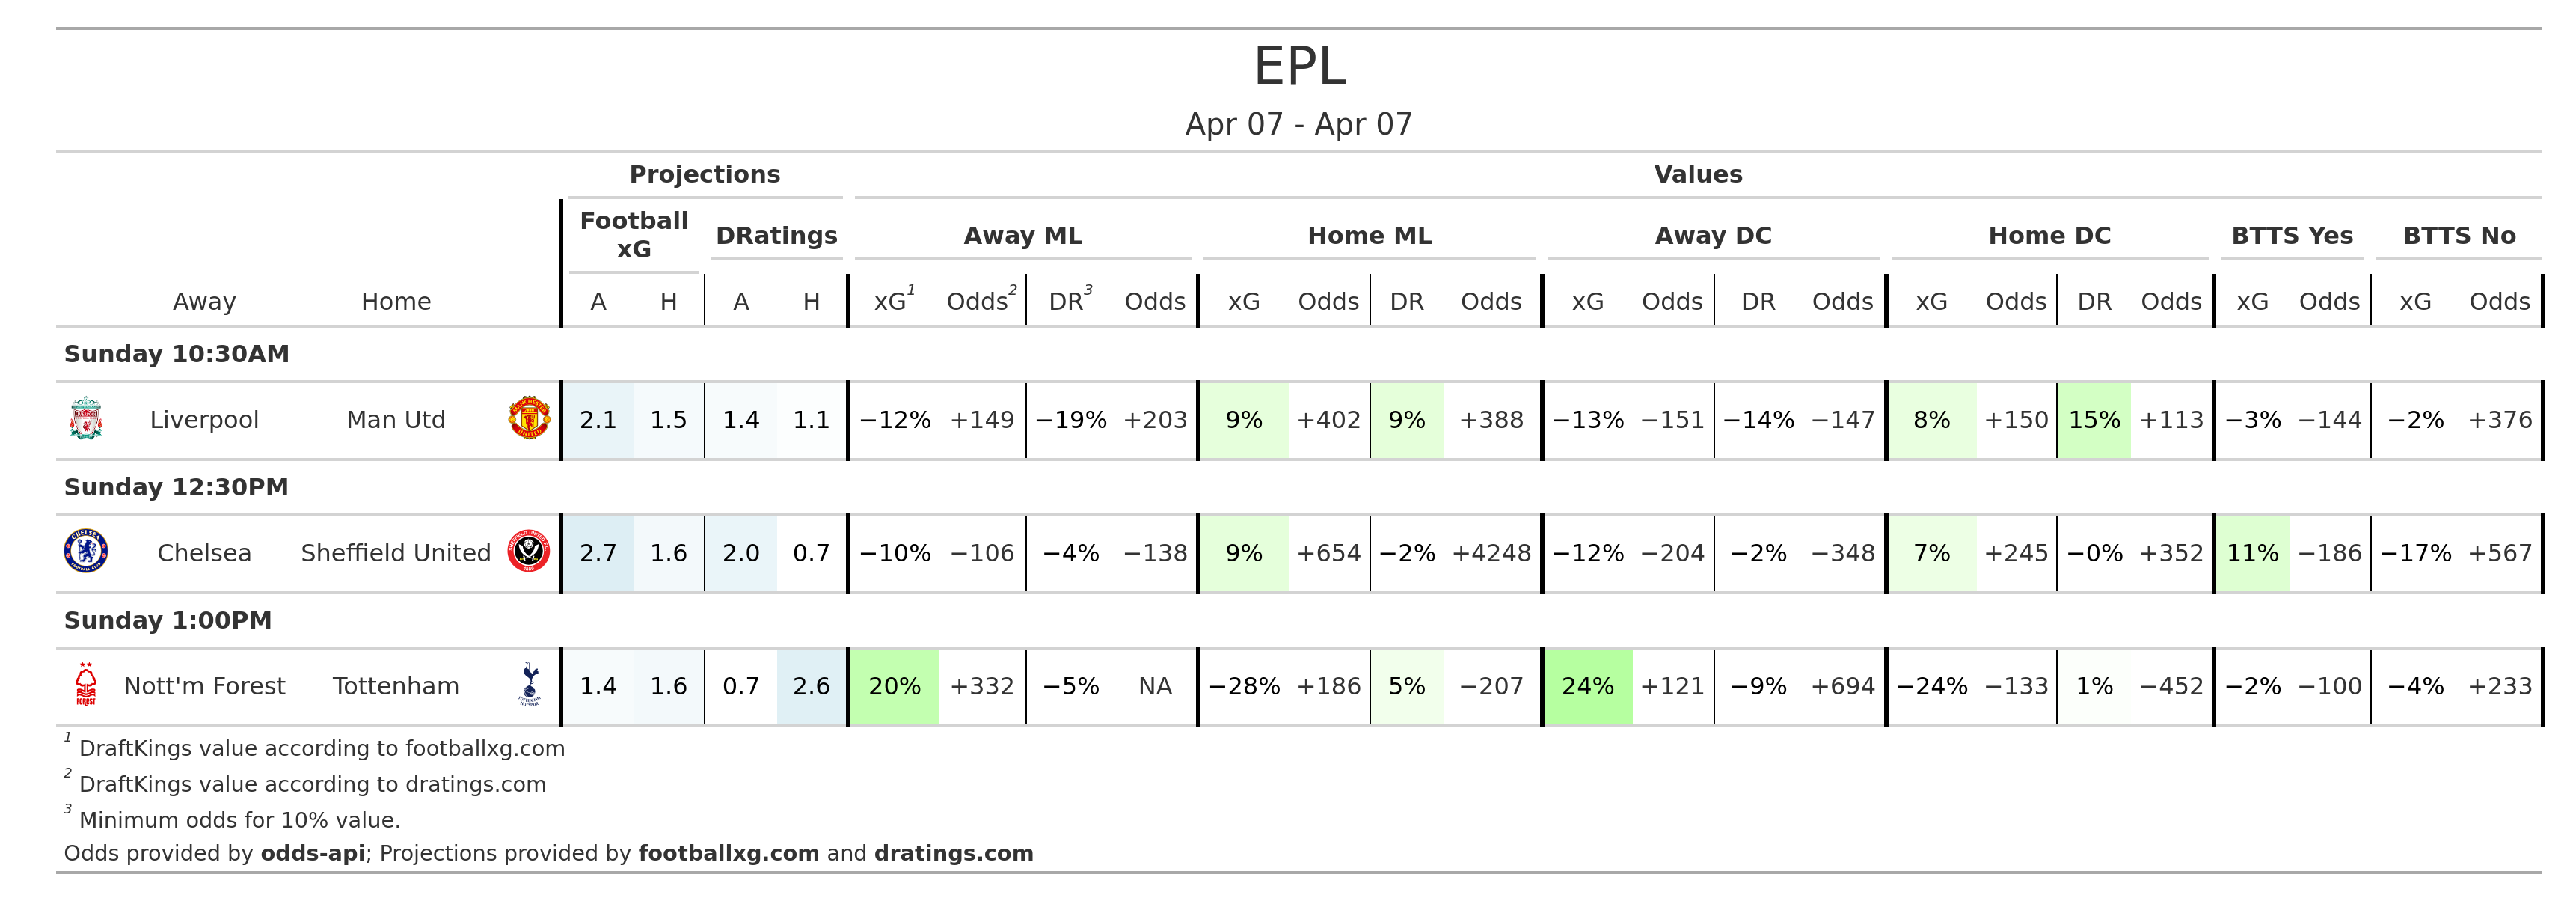 EPL
Apr 07 - Apr 07
Projections Values
Football xG DRatings Away ML Home ML Away DC Home DC BTTS Yes BTTS No
Away Home A H A H xG1 Odds2 DR3 Odds xG Odds DR Odds xG Odds DR Odds xG Odds DR Odds xG Odds xG Odds
Sunday 10:30AM
Liverpool Man Utd 2.1 1.5 1.4 1.1 −12% +149 −19% +203 9% +402 9% +388 −13% −151 −14% −147 8% +150 15% +113 −3% −144 −2% +376
Sunday 12:30PM
Chelsea Sheffield United 2.7 1.6 2.0 0.7 −10% −106 −4% −138 9% +654 −2% +4248 −12% −204 −2% −348 7% +245 −0% +352 11% −186 −17% +567
Sunday 1:00PM
Nott'm Forest Tottenham 1.4 1.6 0.7 2.6 20% +332 −5% NA −28% +186 5% −207 24% +121 −9% +694 −24% −133 1% −452 −2% −100 −4% +233
1 DraftKings value according to footballxg.com
2 DraftKings value according to dratings.com
3 Minimum odds for 10% value.
Odds provided by odds-api; Projections provided by footballxg.com and dratings.com